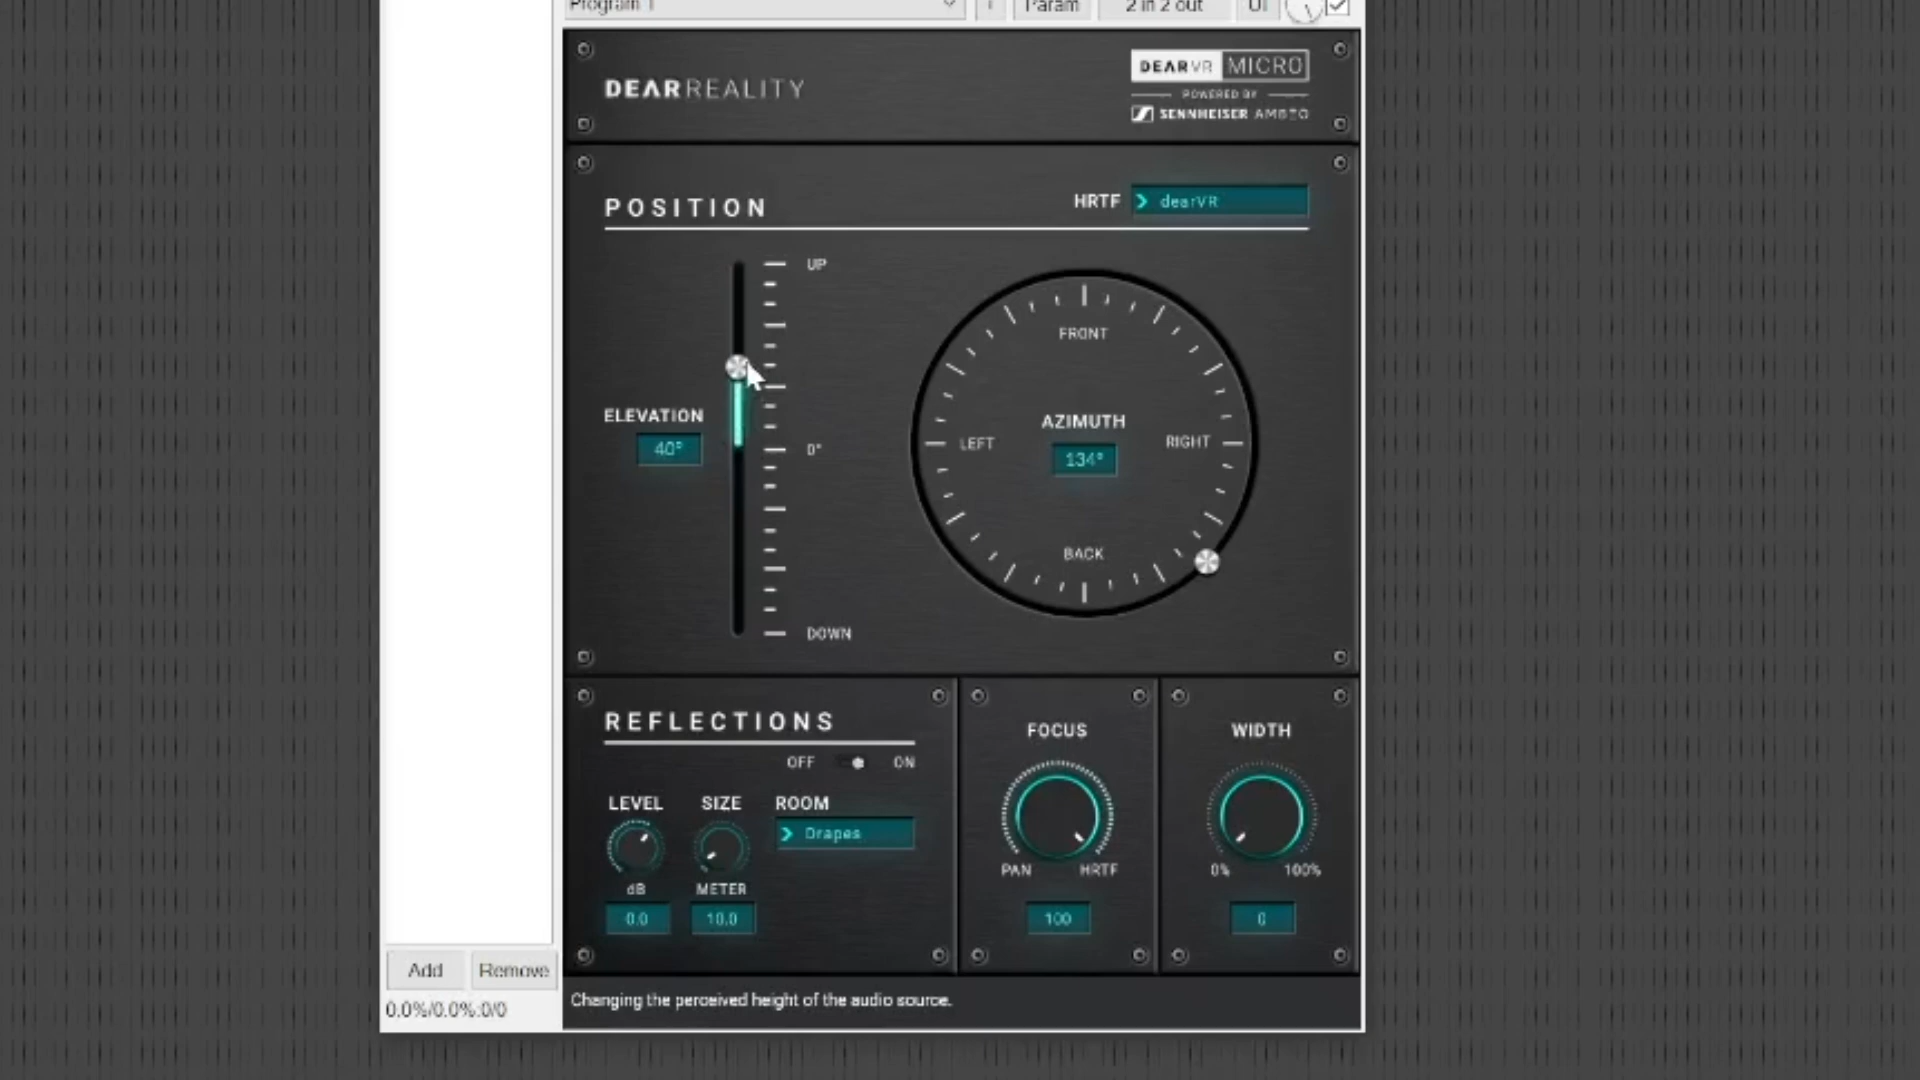 Program 1
Param
2 in 2 out
UI
DEARREALITY
DEARVR MICRO
POWERED BY
SENNHEISER AMBEO
POSITION
HRTF
dearVR
UP
FRONT
ELEVATION
40°
0°
AZIMUTH
LEFT
RIGHT
134°
BACK
DOWN
REFLECTIONS
OFF
ON
LEVEL
SIZE
ROOM
Drapes
dB
METER
0.0
10.0
FOCUS
PAN
HRTF
100
WIDTH
0%
100%
0
Add
Remove
0.0%/0.0%:0/0
Changing the perceived height of the audio source.